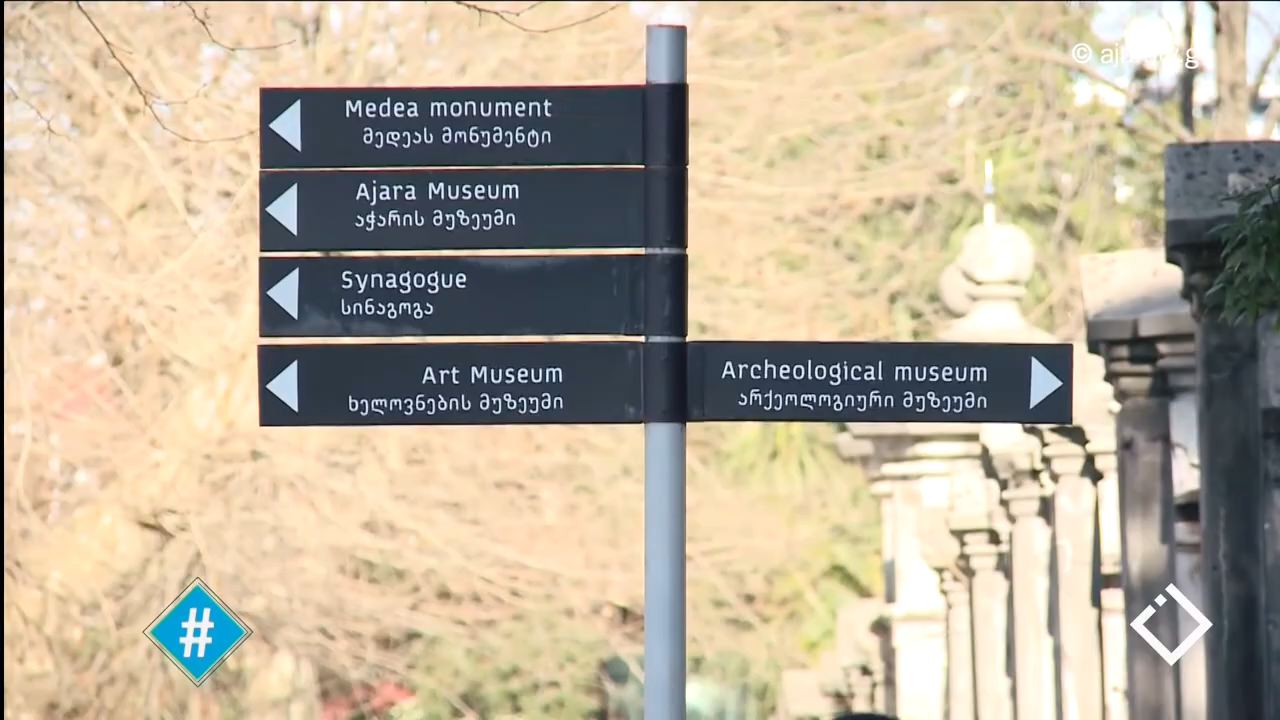 Medea monument
მედეას მონუმენტი
Ajara Museum
აჭარის მუზეუმი
Synagogue
სინაგოგა
Art Museum
ხელოვნების მუზეუმი
Archeological museum
არქეოლოგიური მუზეუმი
#